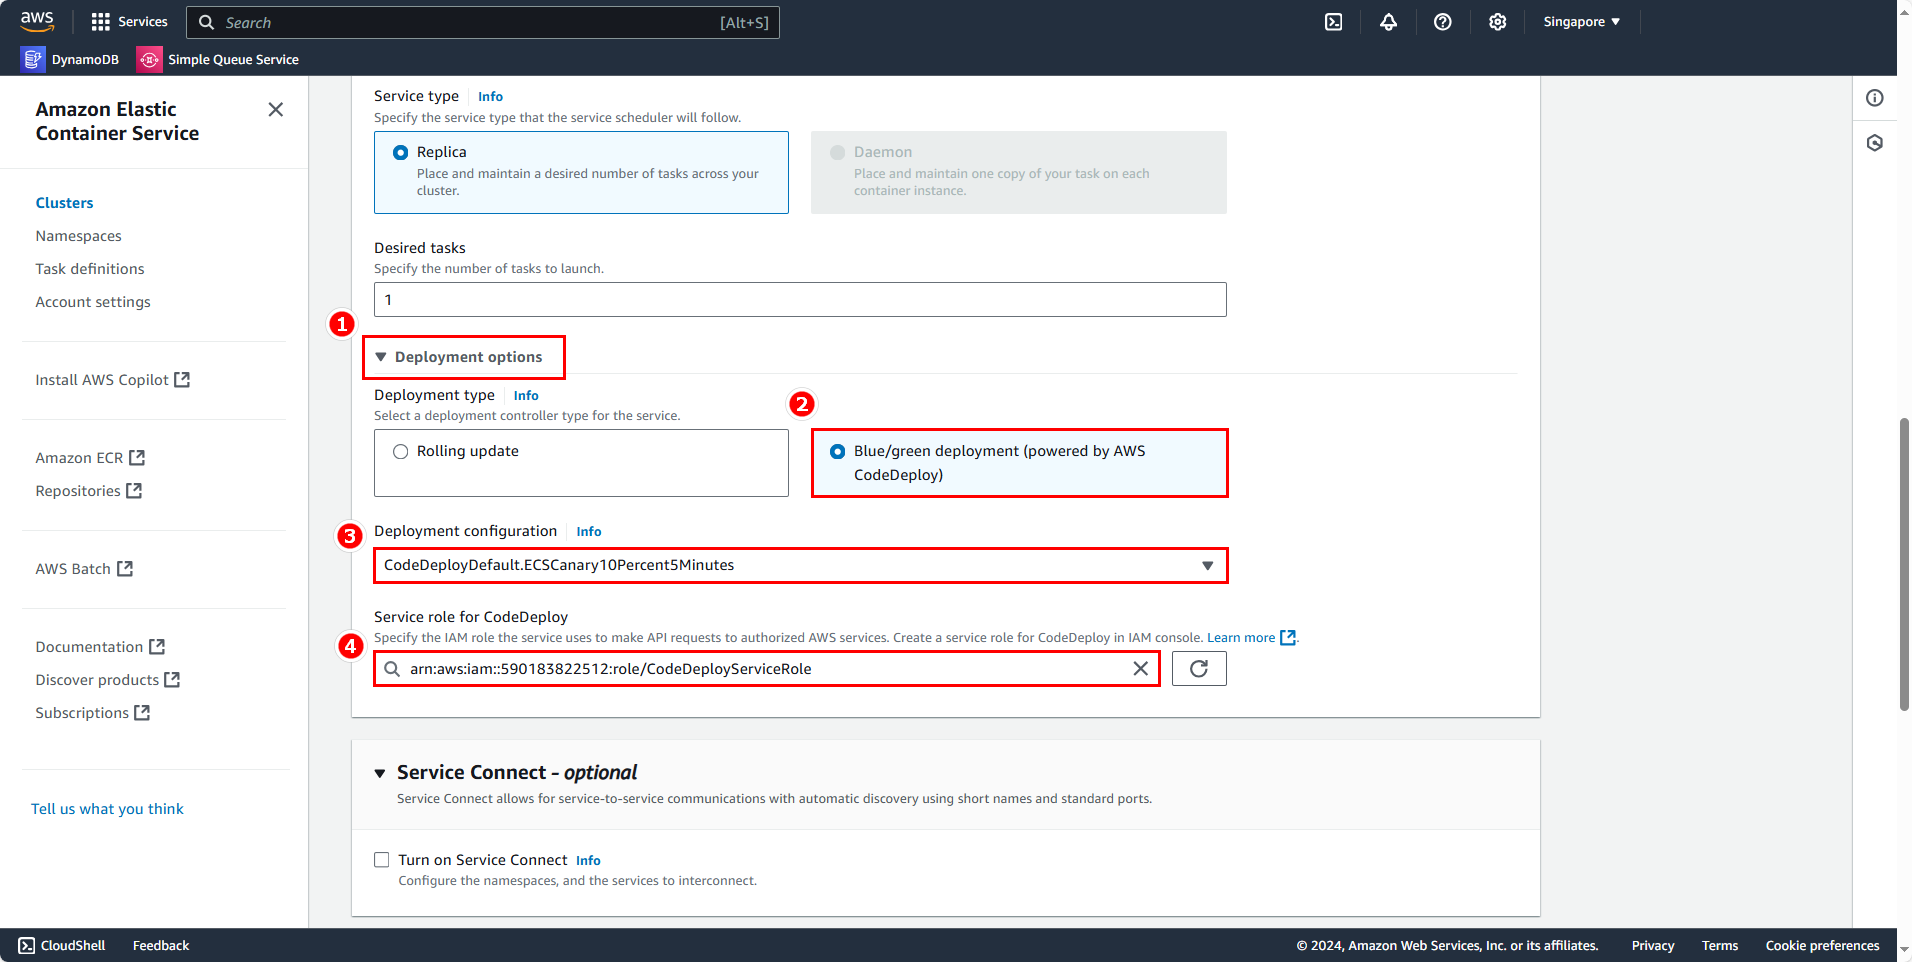 aws
Services
Search
[Alt+S]
Singapore ▼
DynamoDB
Simple Queue Service
Amazon Elastic
Container Service
Clusters
Namespaces
Task definitions
Account settings
Install AWS Copilot
Amazon ECR
Repositories
AWS Batch
Documentation
Discover products
Subscriptions
Tell us what you think
Service type
Info
Specify the service type that the service scheduler will follow.
Replica
Place and maintain a desired number of tasks across your
cluster.
Daemon
Place and maintain one copy of your task on each
container instance.
Desired tasks
Specify the number of tasks to launch.
1
1
▼ Deployment options
Deployment type
Info
Select a deployment controller type for the service.
Rolling update
2
Blue/green deployment (powered by AWS
CodeDeploy)
3
Deployment configuration
Info
CodeDeployDefault.ECSCanary10Percent5Minutes
Service role for CodeDeploy
Specify the IAM role the service uses to make API requests to authorized AWS services. Create a service role for CodeDeploy in IAM console. Learn more.
4
arn:aws:iam::590183822512:role/CodeDeployServiceRole
▼ Service Connect - optional
Service Connect allows for service-to-service communications with automatic discovery using short names and standard ports.
Turn on Service Connect Info
Configure the namespaces, and the services to interconnect.
CloudShell
Feedback
© 2024, Amazon Web Services, Inc. or its affiliates.
Privacy
Terms
Cookie preferences